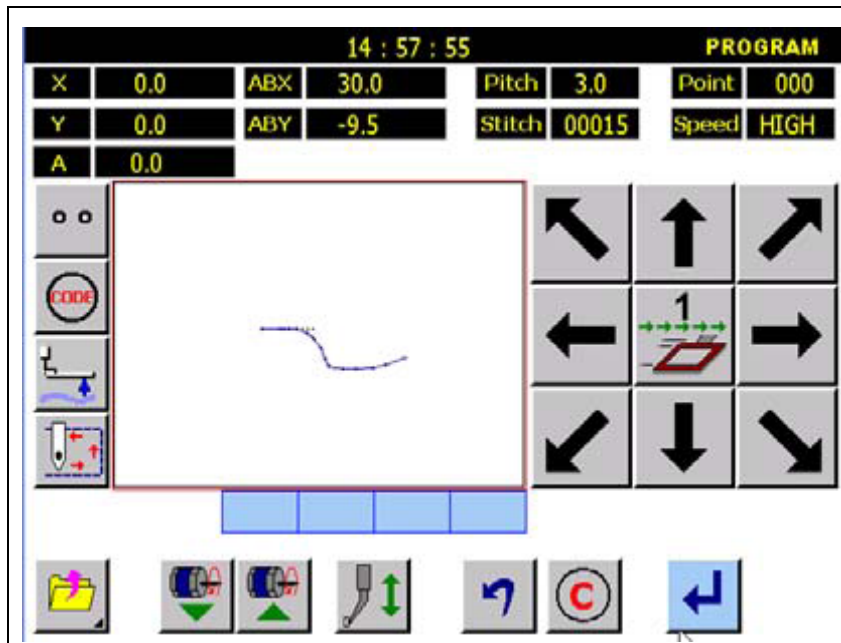 14 : 57 : 55 PROGRAM
X 0.0 ABX 30.0 Pitch 3.0 Point 000
Y 0.0 ABY -9.5 Stitch 00015 Speed HIGH
A 0.0
CODE
1
C